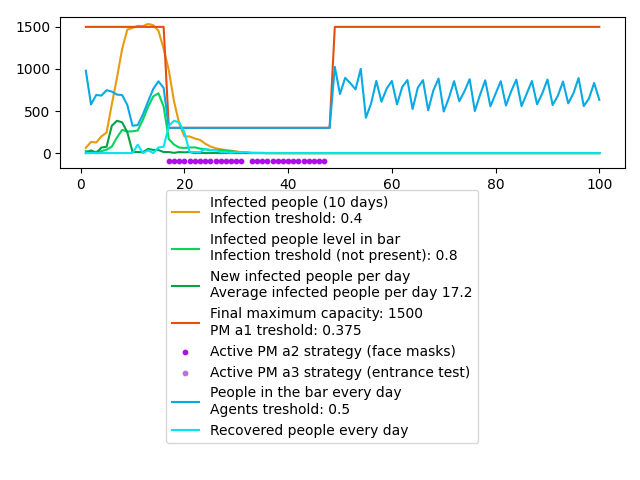 1500
1000
500
0
0
20
40
60
80
100
Infected people (10 days)
Infection treshold: 0.4
Infected people level in bar
Infection treshold (not present): 0.8
New infected people per day
Average infected people per day 17.2
Final maximum capacity: 1500
PM a1 treshold: 0.375
Active PM a2 strategy (face masks)
Active PM a3 strategy (entrance test)
People in the bar every day
Agents treshold: 0.5
Recovered people every day